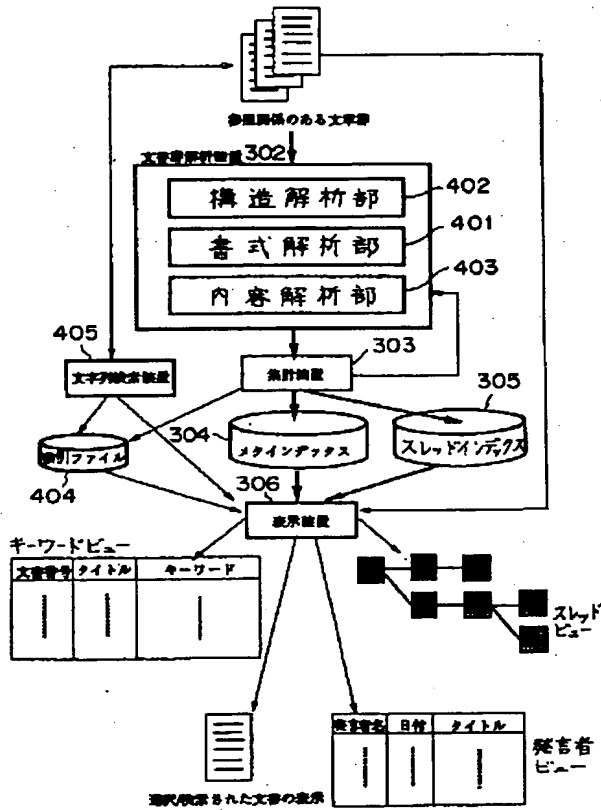 参照関係のある文章群
文書群解析装置 302
構造解析部
402
書式解析部
401
内容解析部
403
405
文字列検索装置
集計装置
303
索引ファイル
404
304
メタインデックス
305
スレッドインデクス
306
表示装置
キーワードビュー
文書番号 タイトル キーワード
スレッド
ビュー
発言者名 日付 タイトル
発言者
ビュー
選択/検索された文書の表示